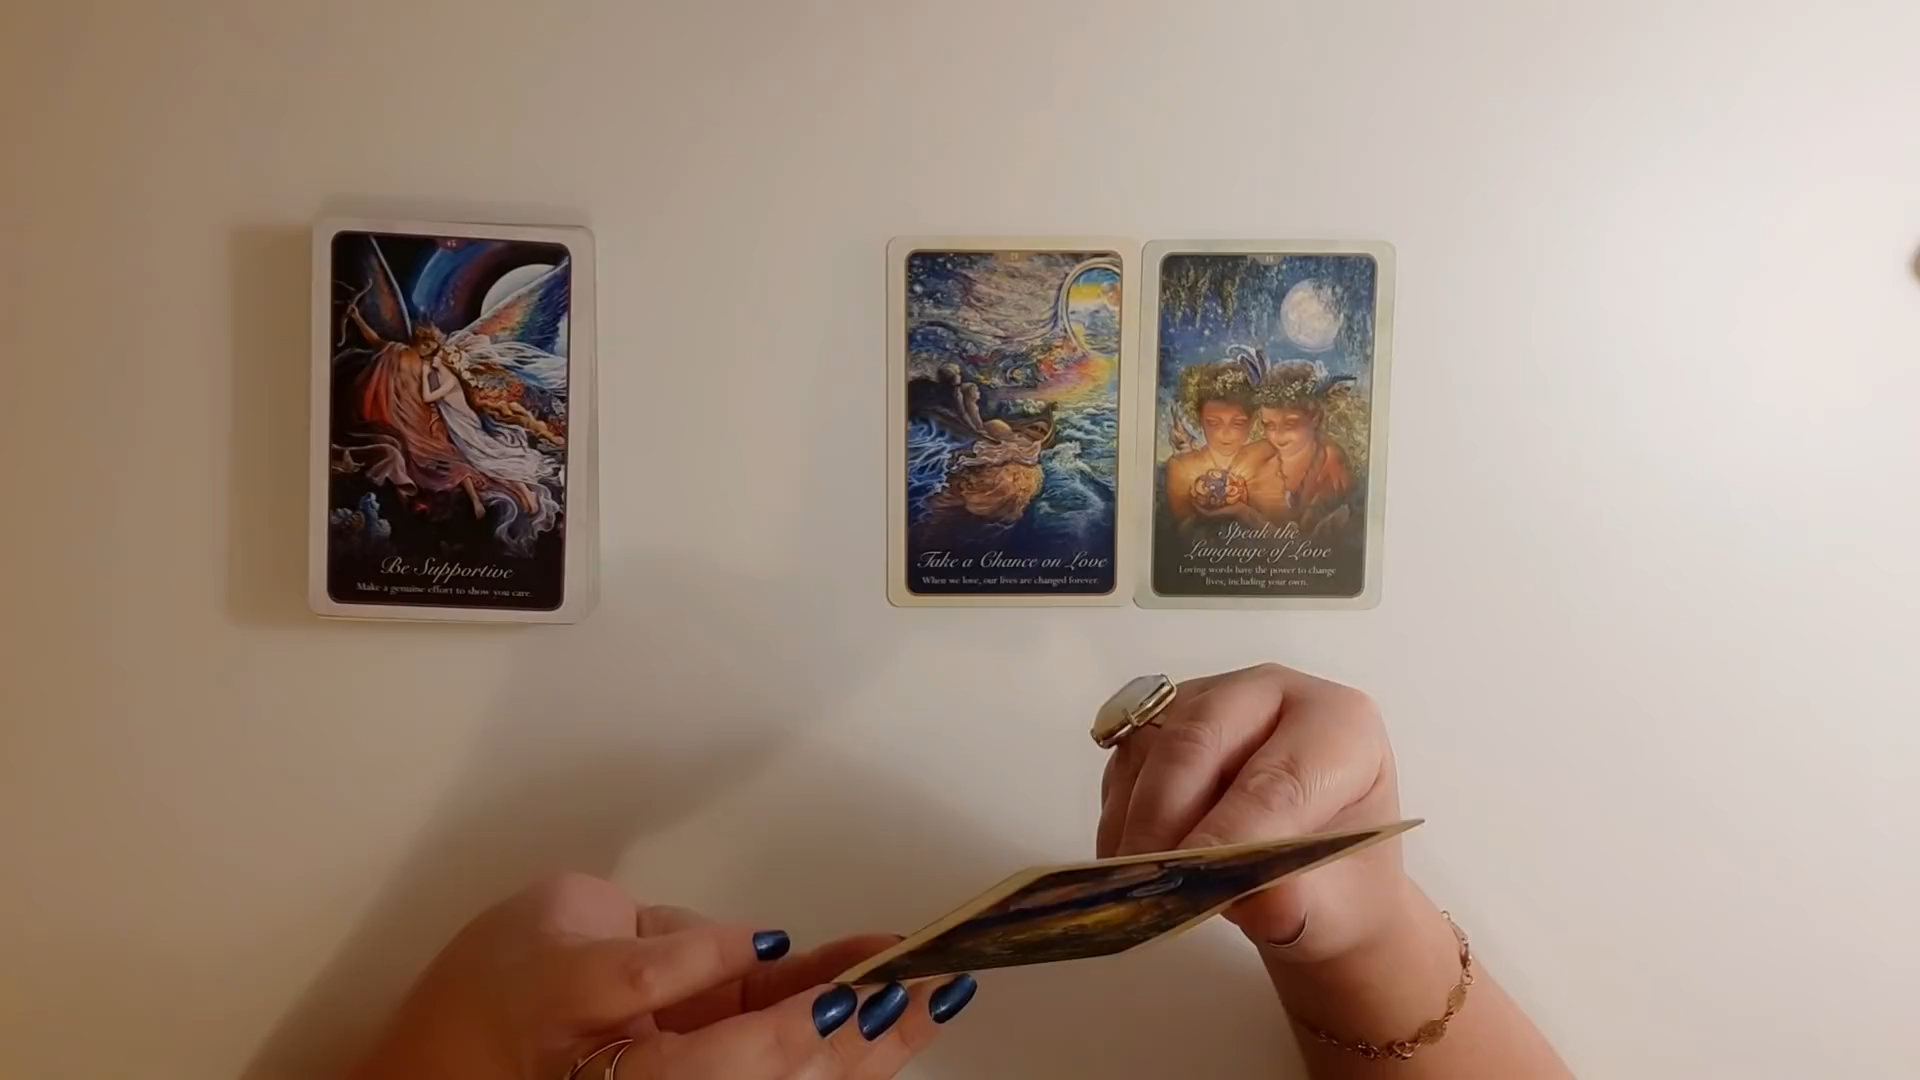 Be Supportive
Make a genuine effort to show you care.
Take a Chance on Love
When we love, our lives are changed forever.
Speak the
Language of Love
Loving words have the power to change
lives, including your own.